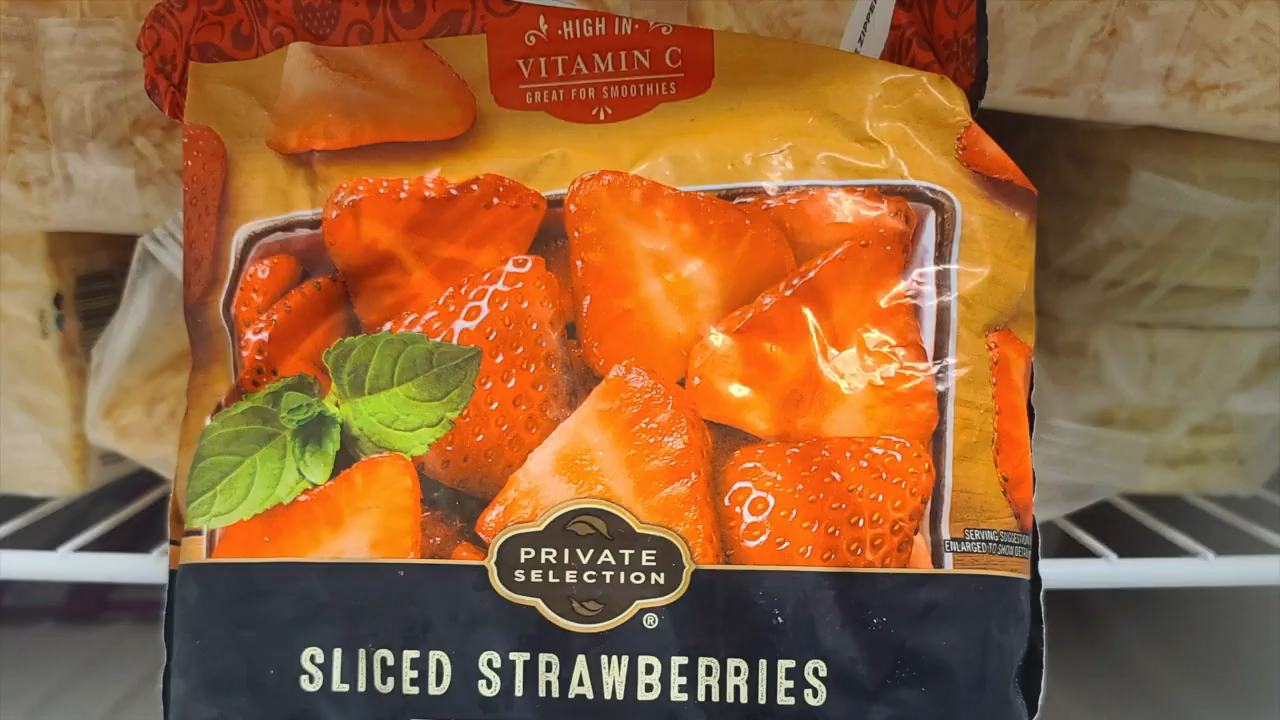 ·HIGH IN·
VITAMIN C
GREAT FOR SMOOTHIES
PRIVATE
SELECTION
®
SERVING SUGGESTION
ENLARGED TO SHOW DETAIL
SLICED STRAWBERRIES